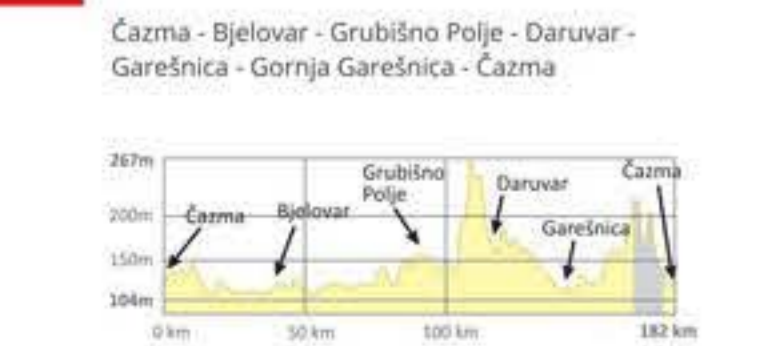 Čazma - Bjelovar - Grubišno Polje - Daruvar -
Garešnica - Gornja Garešnica - Čazma
267m
200m
150m
104m
Čazma
Bjelovar
Grubišno
Polje
Daruvar
Garešnica
Čazma
0 km
50 km
100 km
182 km